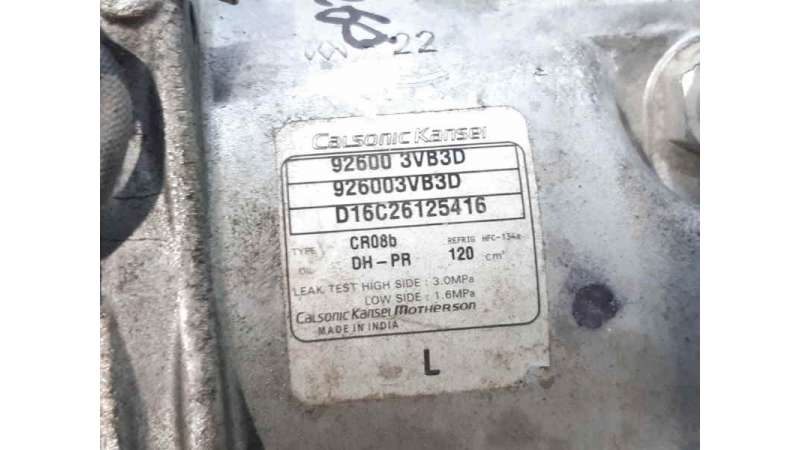 22
Calsonic Kansei
92600 3VB3D
926003VB3D
D16C26125416
TYPE CR08b REFRIG HFC-134a
OIL DH-PR 120 cm³
LEAK TEST HIGH SIDE : 3.0MPa
LOW SIDE : 1.6MPa
Calsonic Kansei Motherson
MADE IN INDIA
L